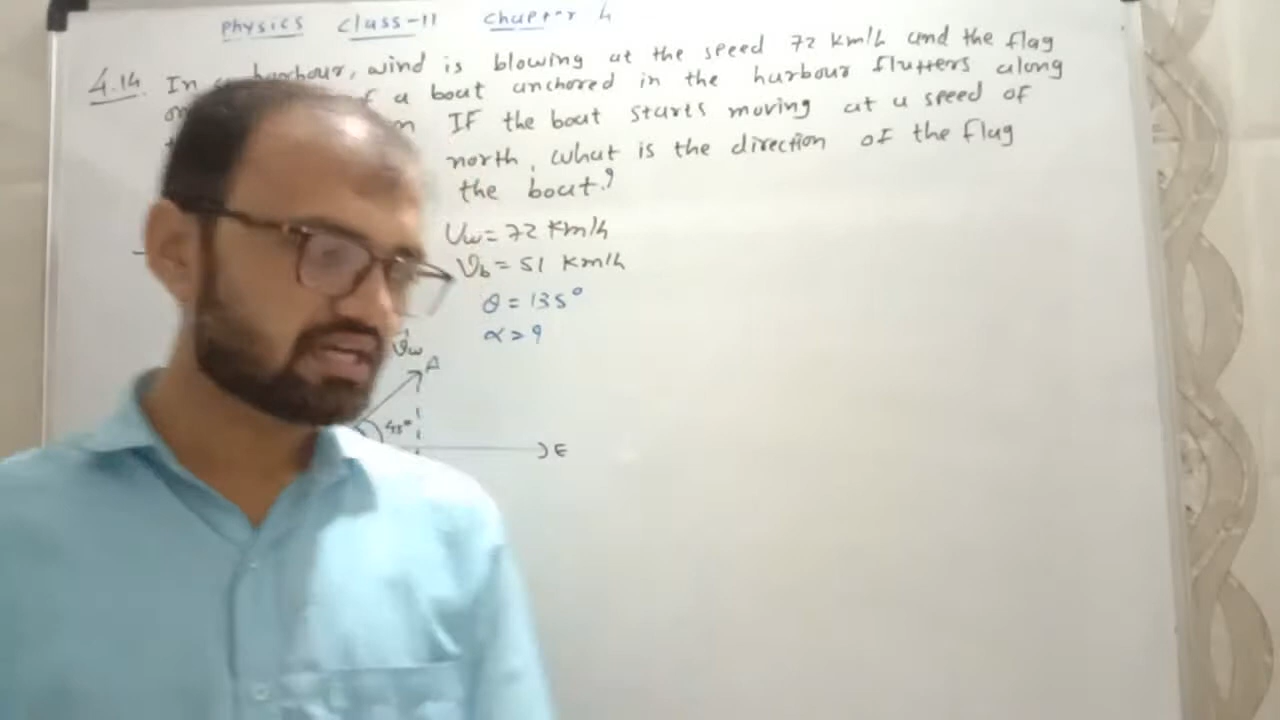 Physics Class-11 Chapter 4
4.14 In harbour, wind is blowing at the speed 72 km/h and the flag
on a boat anchored in the harbour flutters along
IF the boat starts moving at a speed of
north, what is the direction of the flag
the boat?
Vw = 72 km/h
Vb = 51 km/h
θ = 135°
α = ?
Vw
A
45°
E